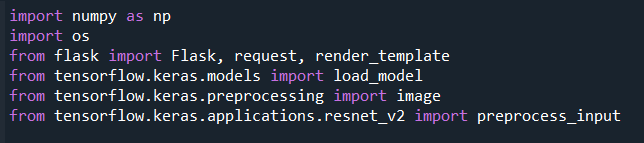 import numpy as np
import os
from flask import Flask, request, render_template
from tensorflow.keras.models import load_model
from tensorflow.keras.preprocessing import image
from tensorflow.keras.applications.resnet_v2 import preprocess_input